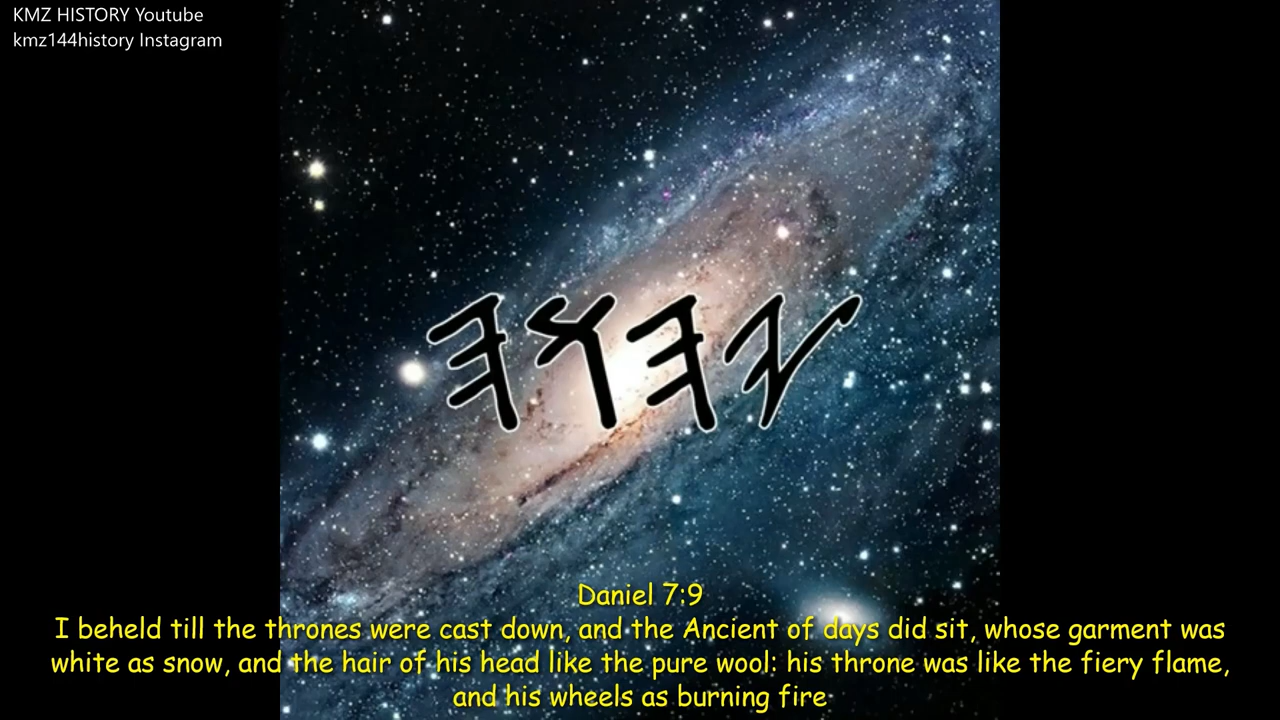 KMZ HISTORY Youtube
kmz144history Instagram
𐤉𐤄𐤅𐤄
Daniel 7:9
I beheld till the thrones were cast down, and the Ancient of days did sit, whose garment was
white as snow, and the hair of his head like the pure wool: his throne was like the fiery flame,
and his wheels as burning fire